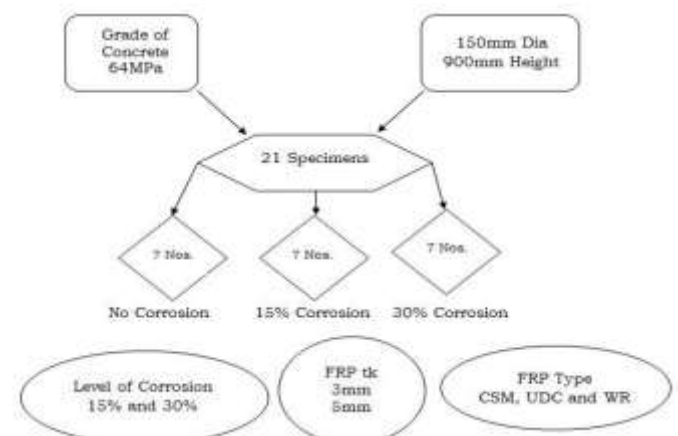 Grade of
Concrete
64MPa
150mm Dia
900mm Height
21 Specimens
7 Nos.
7 Nos.
7 Nos.
No Corrosion
15% Corrosion
30% Corrosion
Level of Corrosion
15% and 30%
FRP tk
3mm
5mm
FRP Type
CSM, UDC and WR